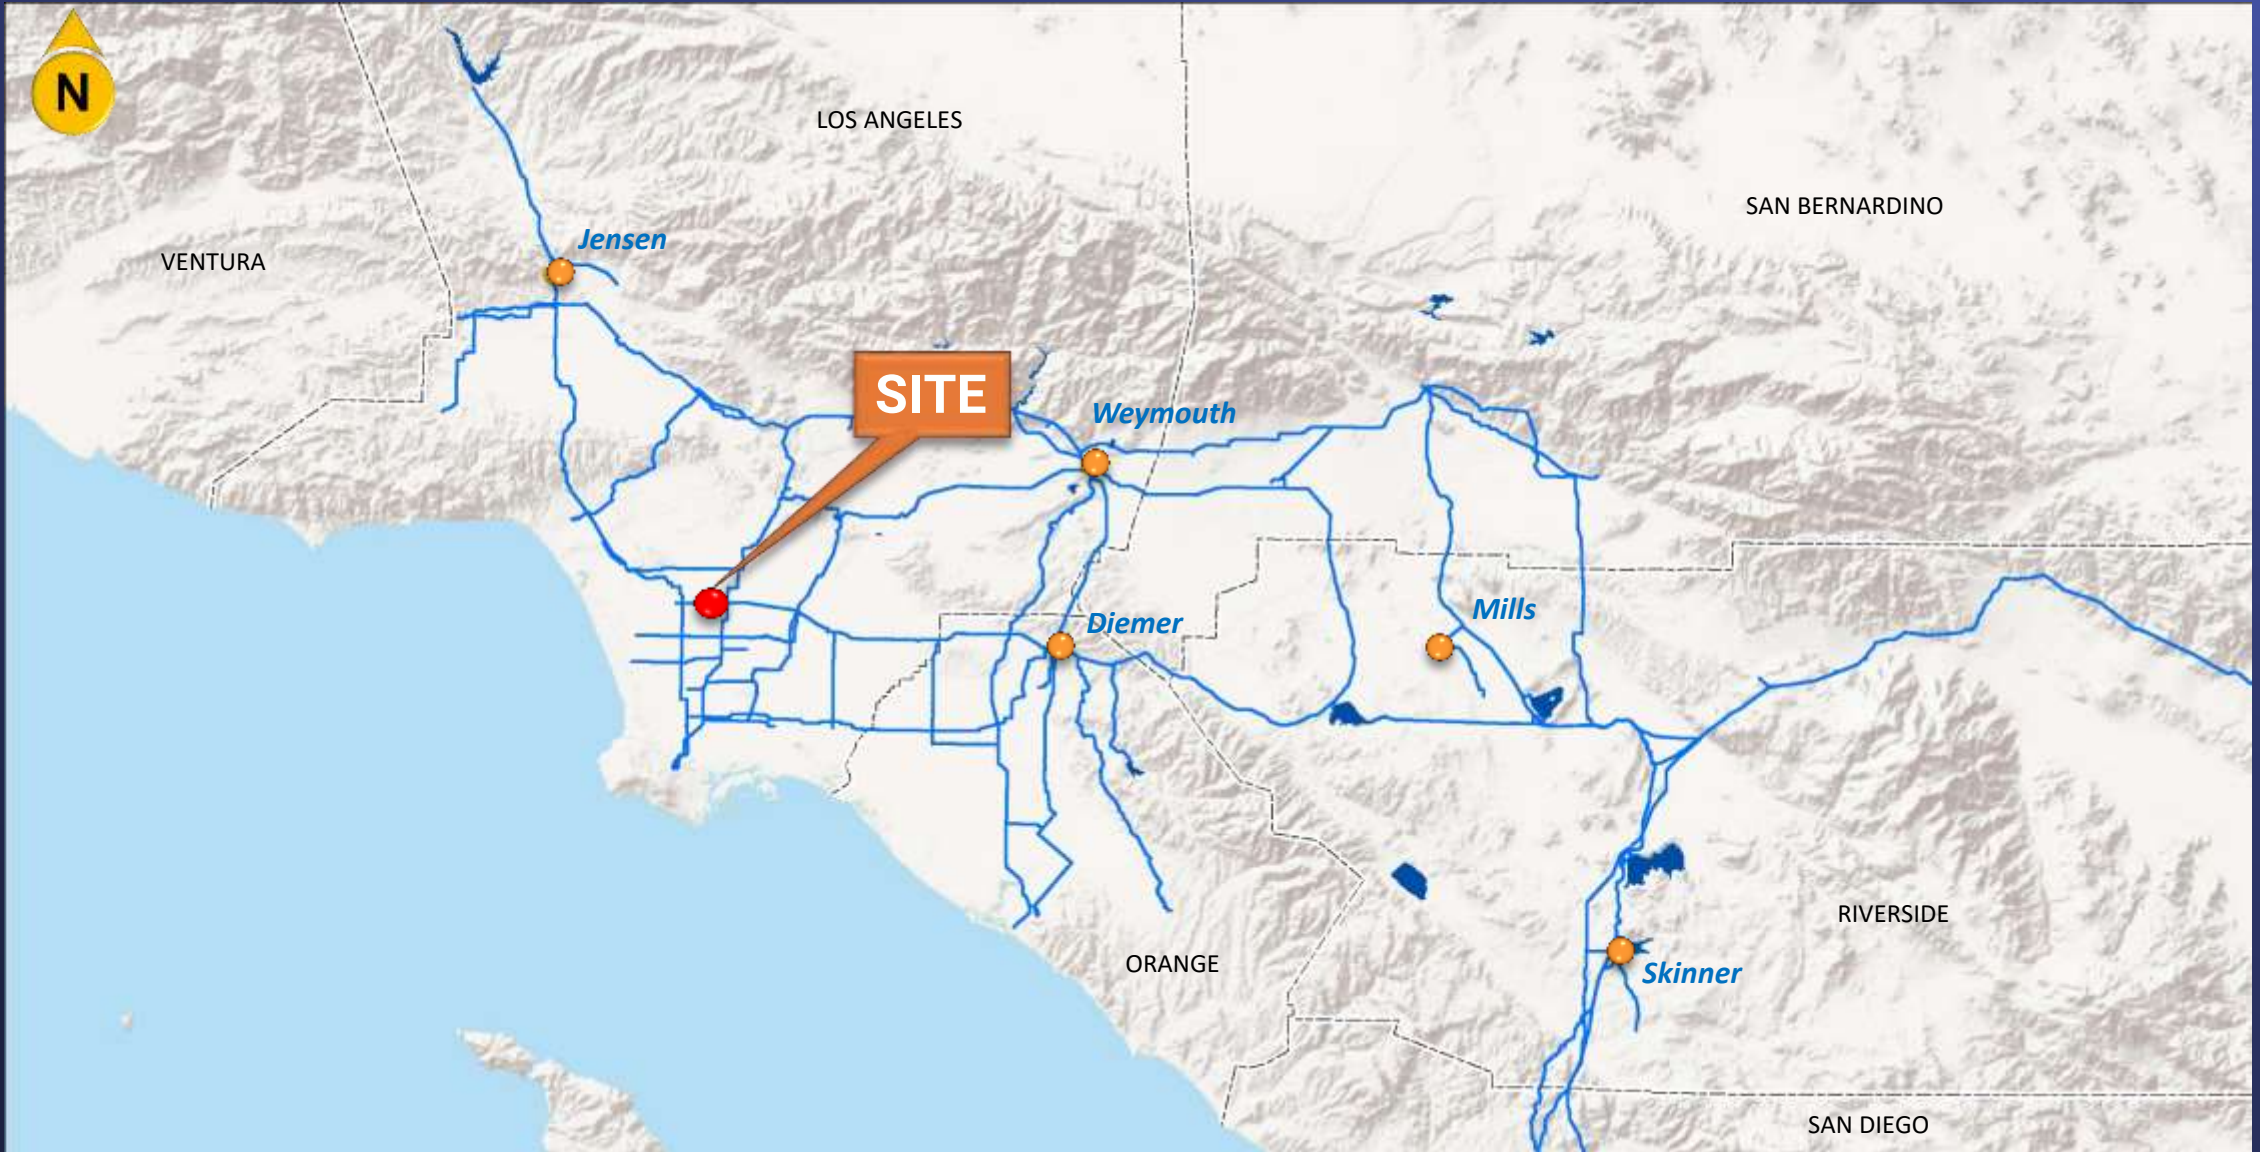 N
LOS ANGELES
SAN BERNARDINO
Jensen
VENTURA
SITE
Weymouth
Mills
Diemer
RIVERSIDE
ORANGE
Skinner
SAN DIEGO